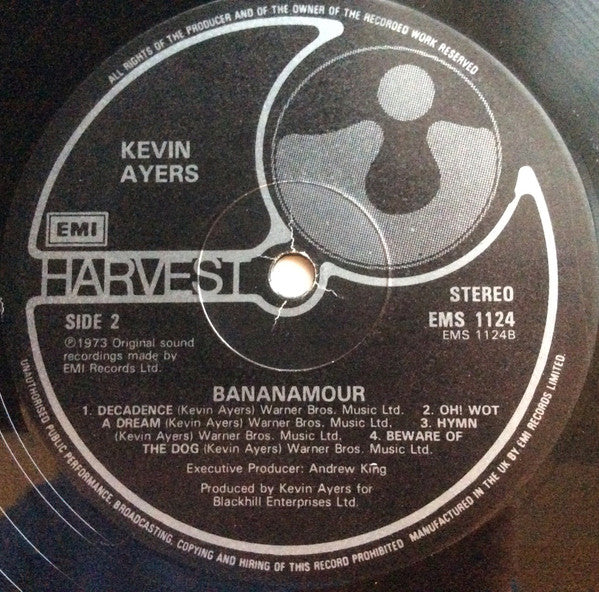 ALL RIGHTS OF THE PRODUCER AND OF THE OWNER OF THE RECORDED WORK RESERVED
KEVIN
AYERS
EMI
HARVEST
SIDE 2
℗1973 Original sound
recordings made by
EMI Records Ltd.
STEREO
EMS 1124
EMS 1124B
BANANAMOUR
1. DECADENCE (Kevin Ayers) Warner Bros. Music Ltd. 2. OH! WOT
A DREAM (Kevin Ayers) Warner Bros. Music Ltd. 3. HYMN
(Kevin Ayers) Warner Bros. Music Ltd. 4. BEWARE OF
THE DOG (Kevin Ayers) Warner Bros. Music Ltd.
Executive Producer: Andrew King
Produced by Kevin Ayers for
Blackhill Enterprises Ltd.
UNAUTHORISED PUBLIC PERFORMANCE, BROADCASTING, COPYING AND HIRING OF THIS RECORD PROHIBITED MANUFACTURED IN THE UK BY EMI RECORDS LIMITED.